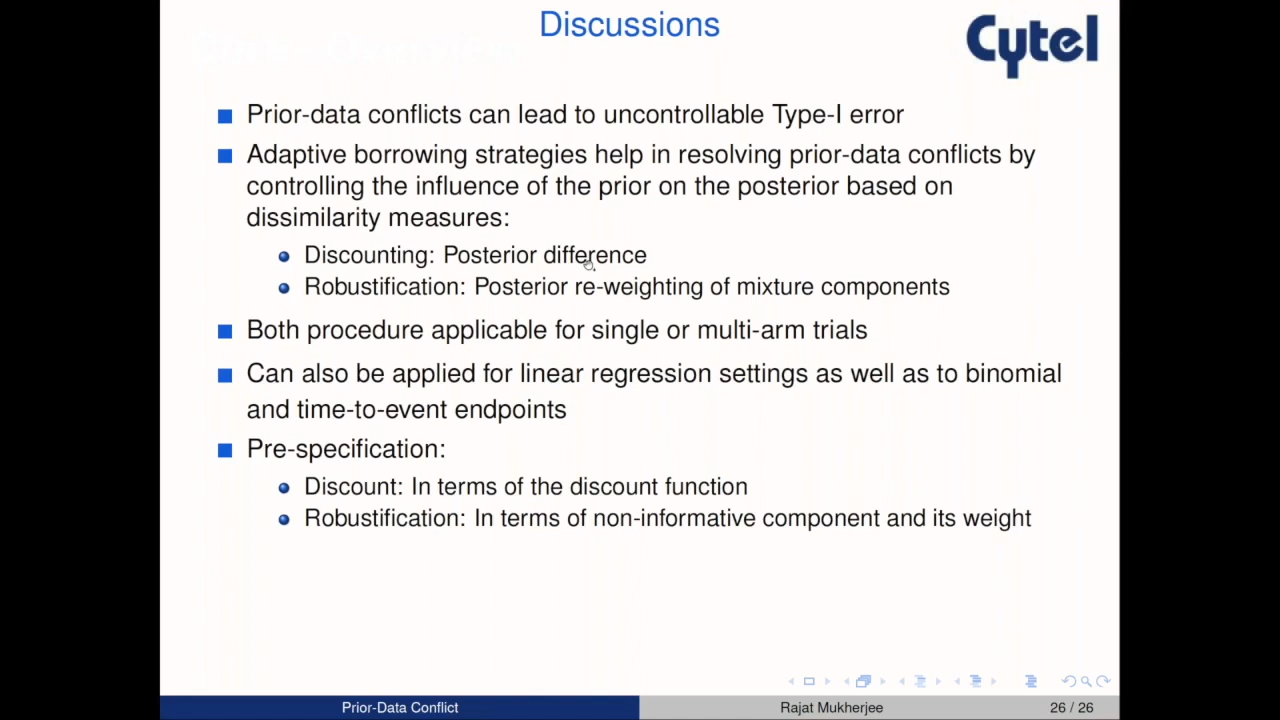 Discussions
Cytel
Prior-data conflicts can lead to uncontrollable Type-I error
Adaptive borrowing strategies help in resolving prior-data conflicts by
controlling the influence of the prior on the posterior based on
dissimilarity measures:
Discounting: Posterior difference
Robustification: Posterior re-weighting of mixture components
Both procedure applicable for single or multi-arm trials
Can also be applied for linear regression settings as well as to binomial
and time-to-event endpoints
Pre-specification:
Discount: In terms of the discount function
Robustification: In terms of non-informative component and its weight
Prior-Data Conflict
Rajat Mukherjee
26 / 26